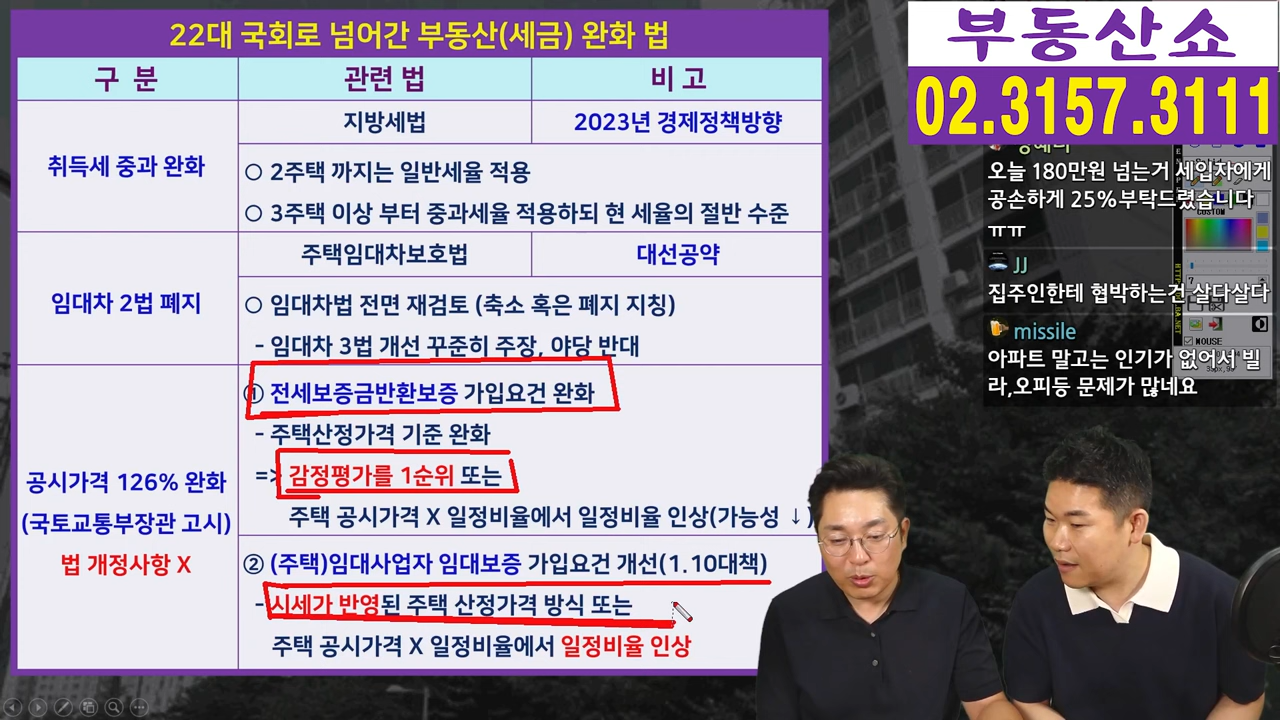 22대 국회로 넘어간 부동산(세금) 완화 법
구 분
관련 법
비 고
취득세 중과 완화
지방세법
2023년 경제정책방향
○ 2주택 까지는 일반세율 적용
○ 3주택 이상 부터 중과세율 적용하되 현 세율의 절반 수준
임대차 2법 폐지
주택임대차보호법
대선공약
○ 임대차법 전면 재검토 (축소 혹은 폐지 지칭)
- 임대차 3법 개선 꾸준히 주장, 야당 반대
공시가격 126% 완화
(국토교통부장관 고시)
법 개정사항 X
① 전세보증금반환보증 가입요건 완화
- 주택산정가격 기준 완화
=> 감정평가를 1순위 또는
주택 공시가격 X 일정비율에서 일정비율 인상(가능성 ↓)
② (주택)임대사업자 임대보증 가입요건 개선(1.10대책)
- 시세가 반영된 주택 산정가격 방식 또는
주택 공시가격 X 일정비율에서 일정비율 인상
부동산쇼
02.3157.3111
오늘 180만원 넘는거 세입자에게
공손하게 25%부탁드렸습니다
ㅠㅠ
JJ
집주인한테 협박하는건 살다살다
missile
아파트 말고는 인기가 없어서 빌
라,오피등 문제가 많네요
CUSTOM
MOUSE